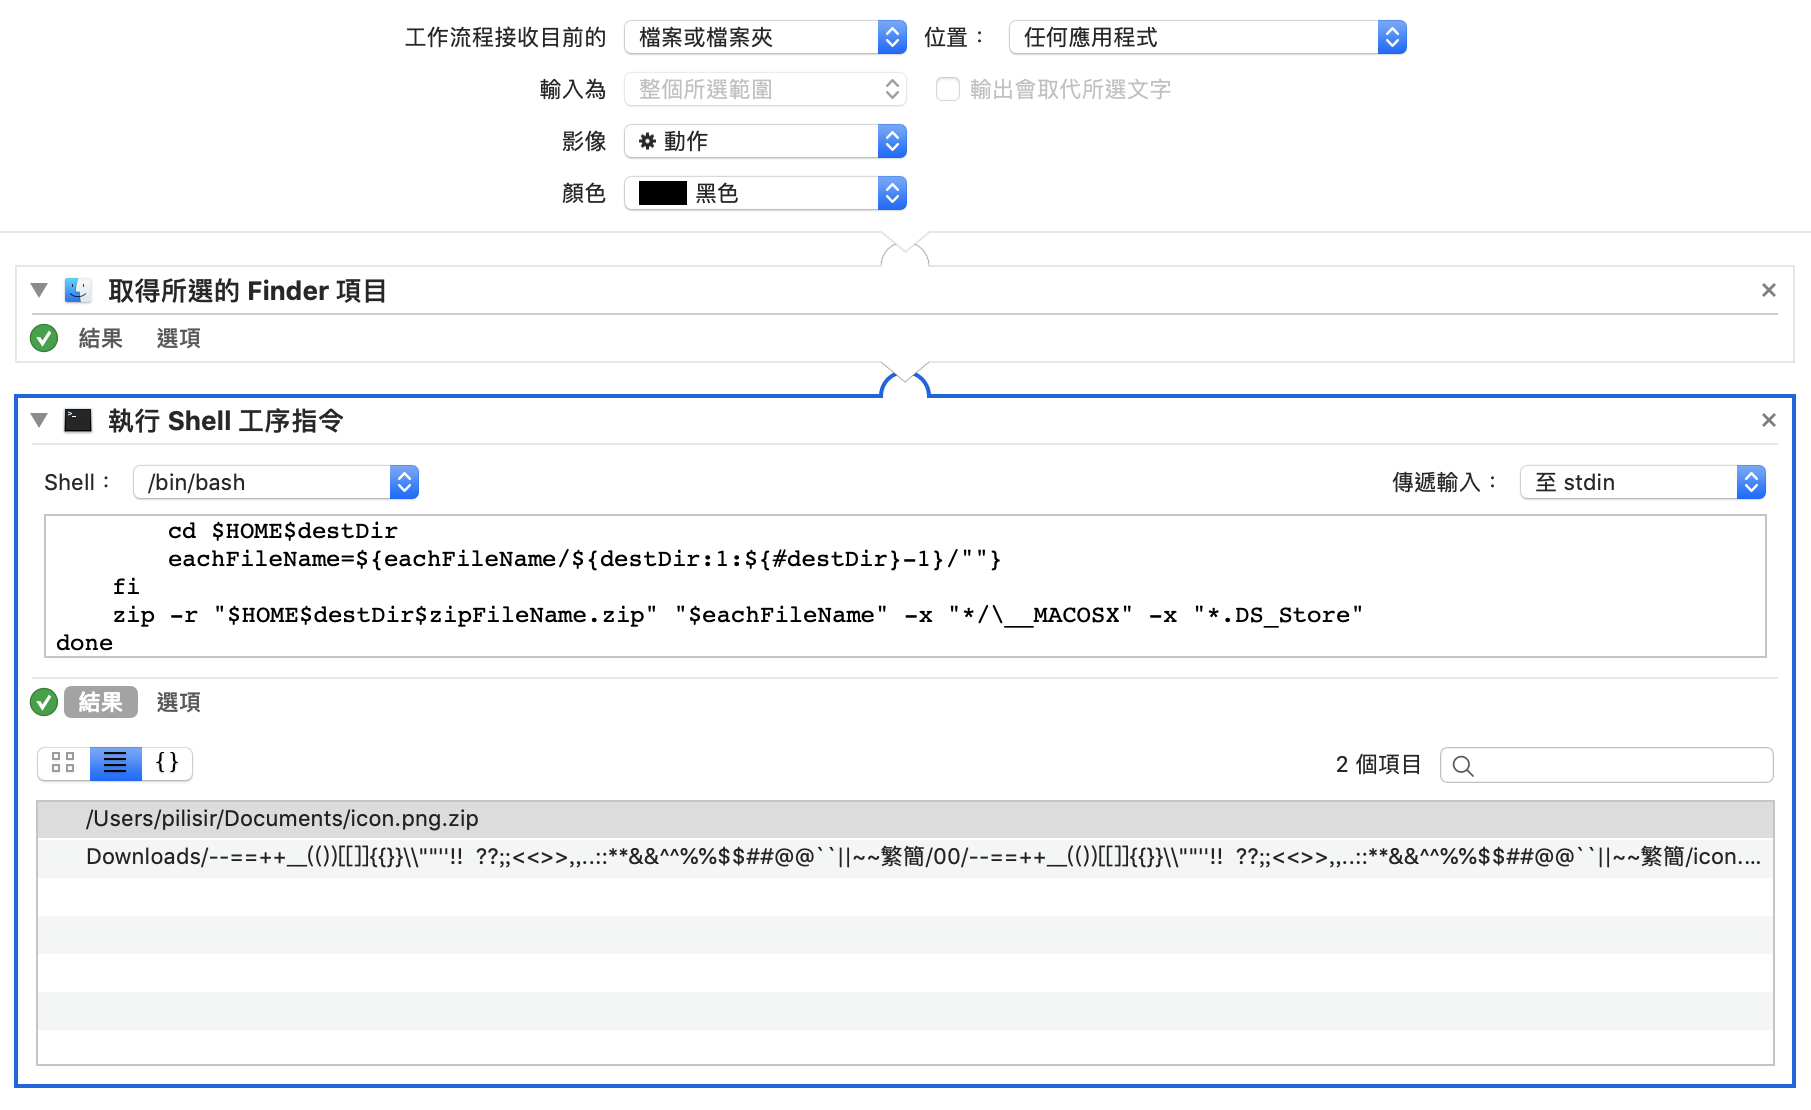 工作流程接收目前的 檔案或檔案夾 位置： 任何應用程式
輸入為 整個所選範圍 輸出會取代所選文字
影像 動作
顏色 黑色
取得所選的 Finder 項目
結果 選項
執行 Shell 工序指令
Shell： /bin/bash 傳遞輸入： 至 stdin
cd $HOME$destDir
eachFileName=${eachFileName/${destDir:1:${#destDir}-1}/""}
fi
zip -r "$HOME$destDir$zipFileName.zip" "$eachFileName" -x "*/\__MACOSX" -x "*.DS_Store"
done
結果 選項
{} 2 個項目
/Users/pilisir/Documents/icon.png.zip
Downloads/--==++__(())[[]]{{}}\\""''!!  ??;;<<>>,,..::**&&^^%%$$##@@``||~~繁簡/00/--==++__(())[[]]{{}}\\""''!!  ??;;<<>>,,..::**&&^^%%$$##@@``||~~繁簡/icon....